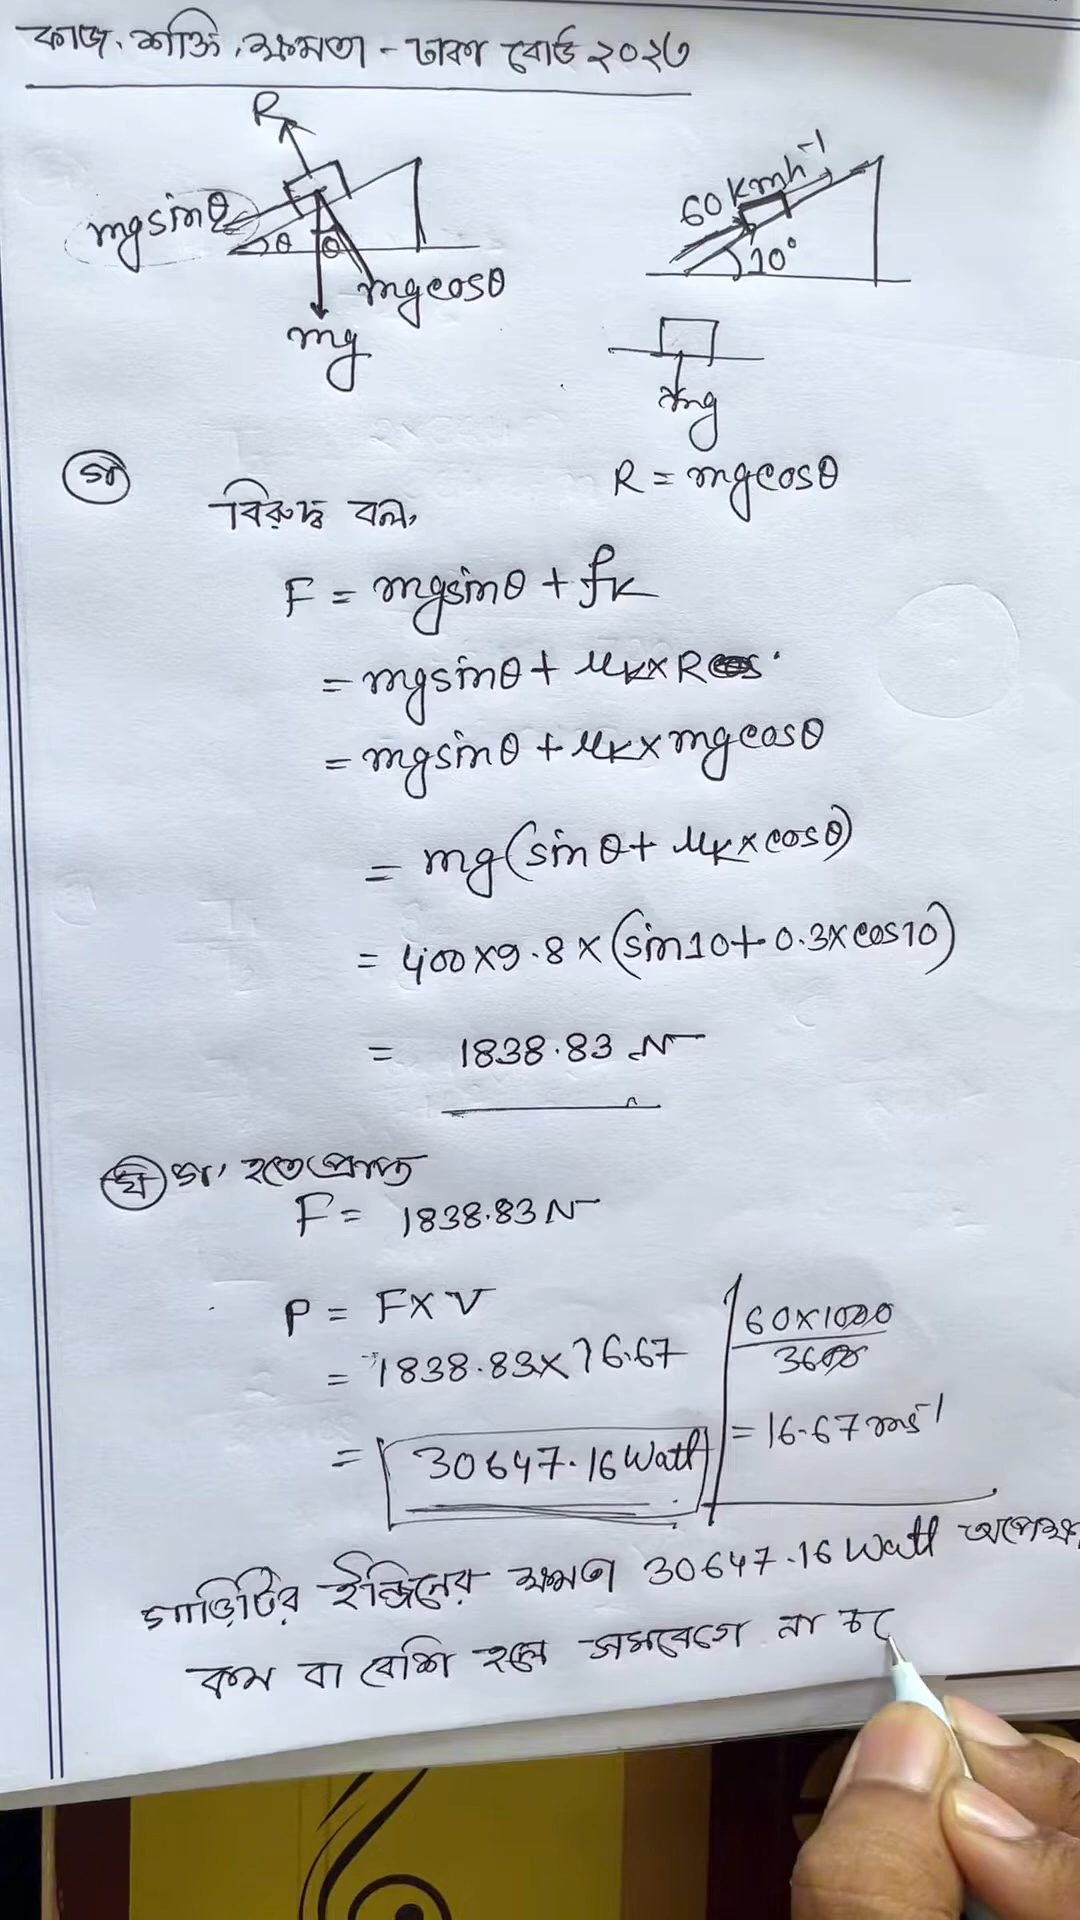 কাজ, শক্তি, ক্ষমতা - ঢাকা বোর্ড ২০২৩
R
mgsinθ
θ θ
mgcosθ
mg
60 kmh⁻¹
10°
mg
R = mgcosθ
গ
বিরুদ্ধ বল,
F = mgsinθ + fk
= mgsinθ + μk×R
= mgsinθ + μk×mgcosθ
= mg(sinθ + μk×cosθ)
= 400×9.8×(sin10+0.3×cos10)
= 1838.83 N
ঘ 'গ' হতে প্রাপ্ত
F = 1838.83 N
P = F×V
= 1838.83×16.67
= 30647.16 Watt
60×1000
3600
= 16.67 ms⁻¹
গাড়িটির ইঞ্জিনের ক্ষমতা 30647.16 Watt অপেক্ষা
কম বা বেশি হলে সমবেগে না